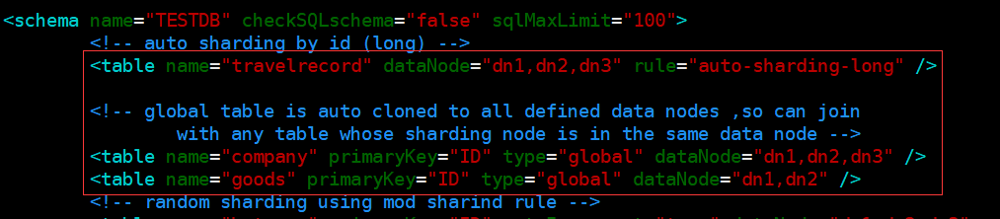 <schema name="TESTDB" checkSQLschema="false" sqlMaxLimit="100">
<!-- auto sharding by id (long) -->
<table name="travelrecord" dataNode="dn1,dn2,dn3" rule="auto-sharding-long" />
<!-- global table is auto cloned to all defined data nodes ,so can join
with any table whose sharding node is in the same data node -->
<table name="company" primaryKey="ID" type="global" dataNode="dn1,dn2,dn3" />
<table name="goods" primaryKey="ID" type="global" dataNode="dn1,dn2" />
<!-- random sharding using mod sharind rule -->